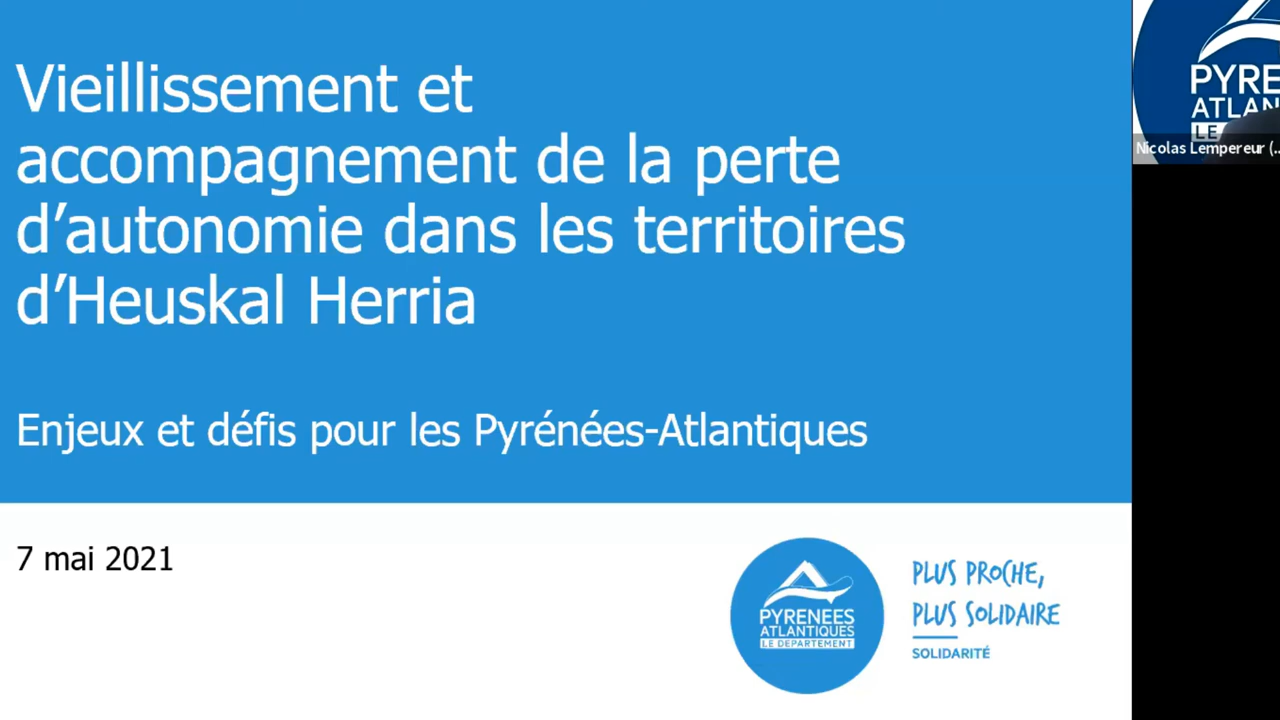 Vieillissement et
accompagnement de la perte
d’autonomie dans les territoires
d’Heuskal Herria
Enjeux et défis pour les Pyrénées-Atlantiques
7 mai 2021
PYRENEES
ATLANTIQUES
LE DEPARTEMENT
PLUS PROCHE,
PLUS SOLIDAIRE
SOLIDARITÉ
PYRE
ATLAN
LE
Nicolas Lempereur (...